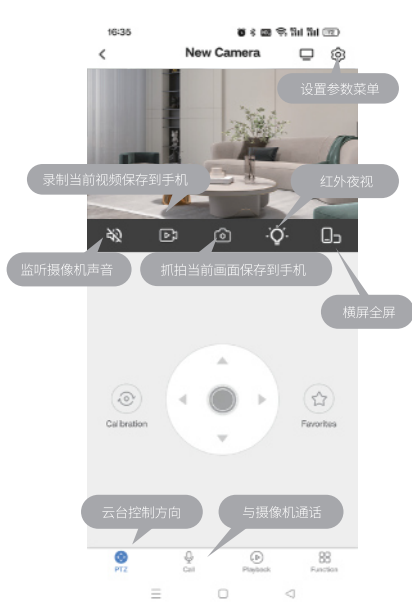 16:35
New Camera
设置参数菜单
录制当前视频保存到手机
红外夜视
监听摄像机声音
抓拍当前画面保存到手机
横屏全屏
Calibration
Favorites
云台控制方向
与摄像机通话
PTZ
Call
Playback
Function